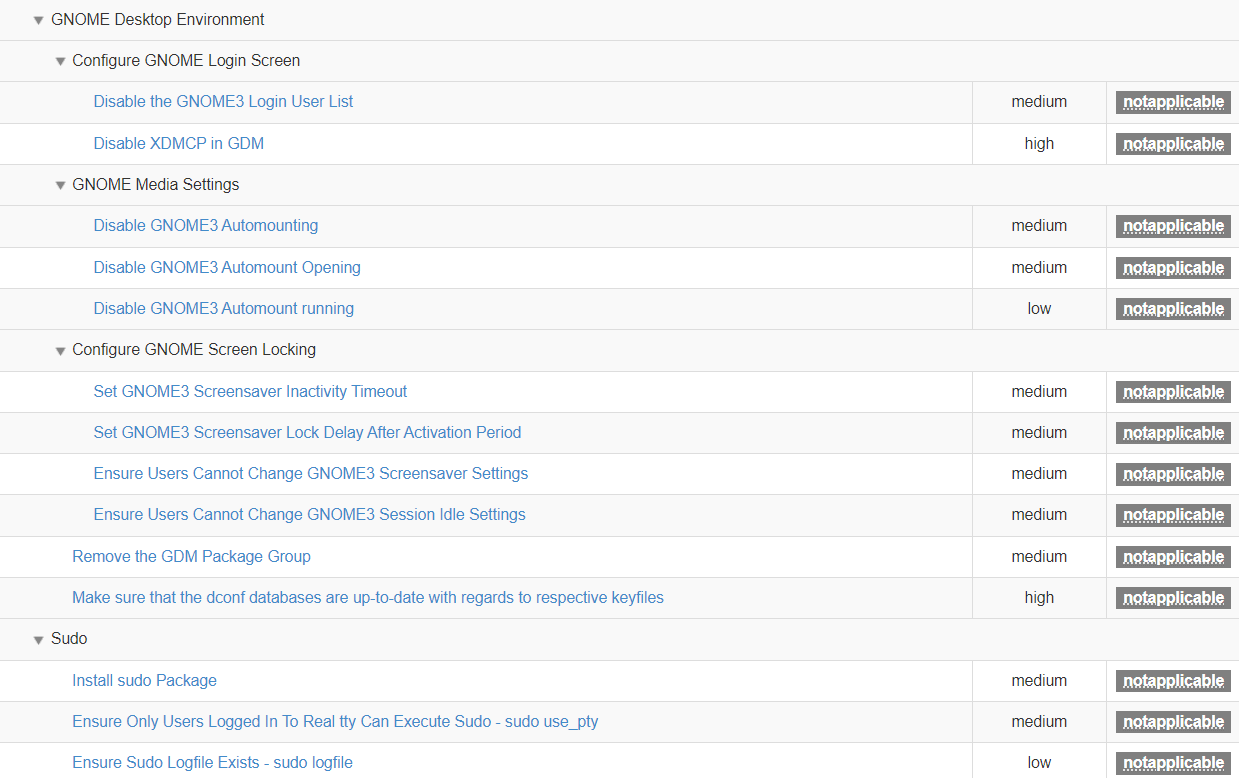 GNOME Desktop Environment
Configure GNOME Login Screen
Disable the GNOME3 Login User List medium notapplicable
Disable XDMCP in GDM high notapplicable
GNOME Media Settings
Disable GNOME3 Automounting medium notapplicable
Disable GNOME3 Automount Opening medium notapplicable
Disable GNOME3 Automount running low notapplicable
Configure GNOME Screen Locking
Set GNOME3 Screensaver Inactivity Timeout medium notapplicable
Set GNOME3 Screensaver Lock Delay After Activation Period medium notapplicable
Ensure Users Cannot Change GNOME3 Screensaver Settings medium notapplicable
Ensure Users Cannot Change GNOME3 Session Idle Settings medium notapplicable
Remove the GDM Package Group medium notapplicable
Make sure that the dconf databases are up-to-date with regards to respective keyfiles high notapplicable
Sudo
Install sudo Package medium notapplicable
Ensure Only Users Logged In To Real tty Can Execute Sudo - sudo use_pty medium notapplicable
Ensure Sudo Logfile Exists - sudo logfile low notapplicable